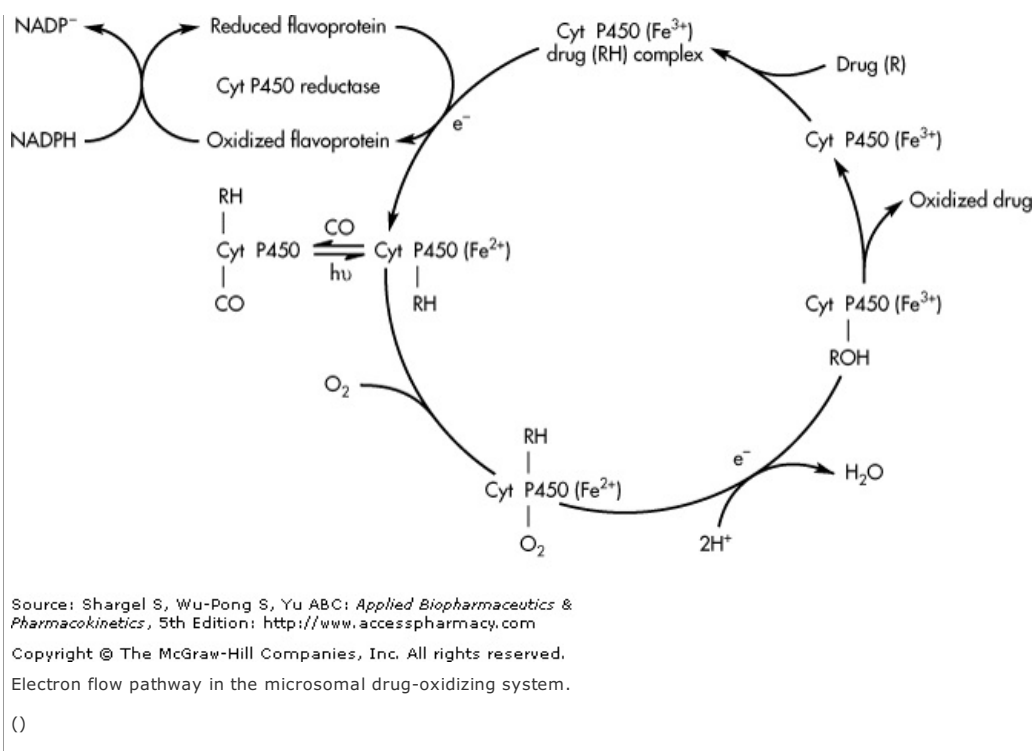 NADP⁻
Reduced flavoprotein
Cyt P450 (Fe³⁺)
drug (RH) complex
Drug (R)
Cyt P450 reductase
NADPH
Oxidized flavoprotein
e⁻
Cyt P450 (Fe³⁺)
RH
Oxidized drug
CO
Cyt P450
Cyt P450 (Fe²⁺)
hυ
CO
RH
Cyt P450 (Fe³⁺)
ROH
O₂
RH
e⁻
H₂O
Cyt P450 (Fe²⁺)
O₂
2H⁺
Source: Shargel S, Wu-Pong S, Yu ABC: Applied Biopharmaceutics &
Pharmacokinetics, 5th Edition: http://www.accesspharmacy.com
Copyright © The McGraw-Hill Companies, Inc. All rights reserved.
Electron flow pathway in the microsomal drug-oxidizing system.
()